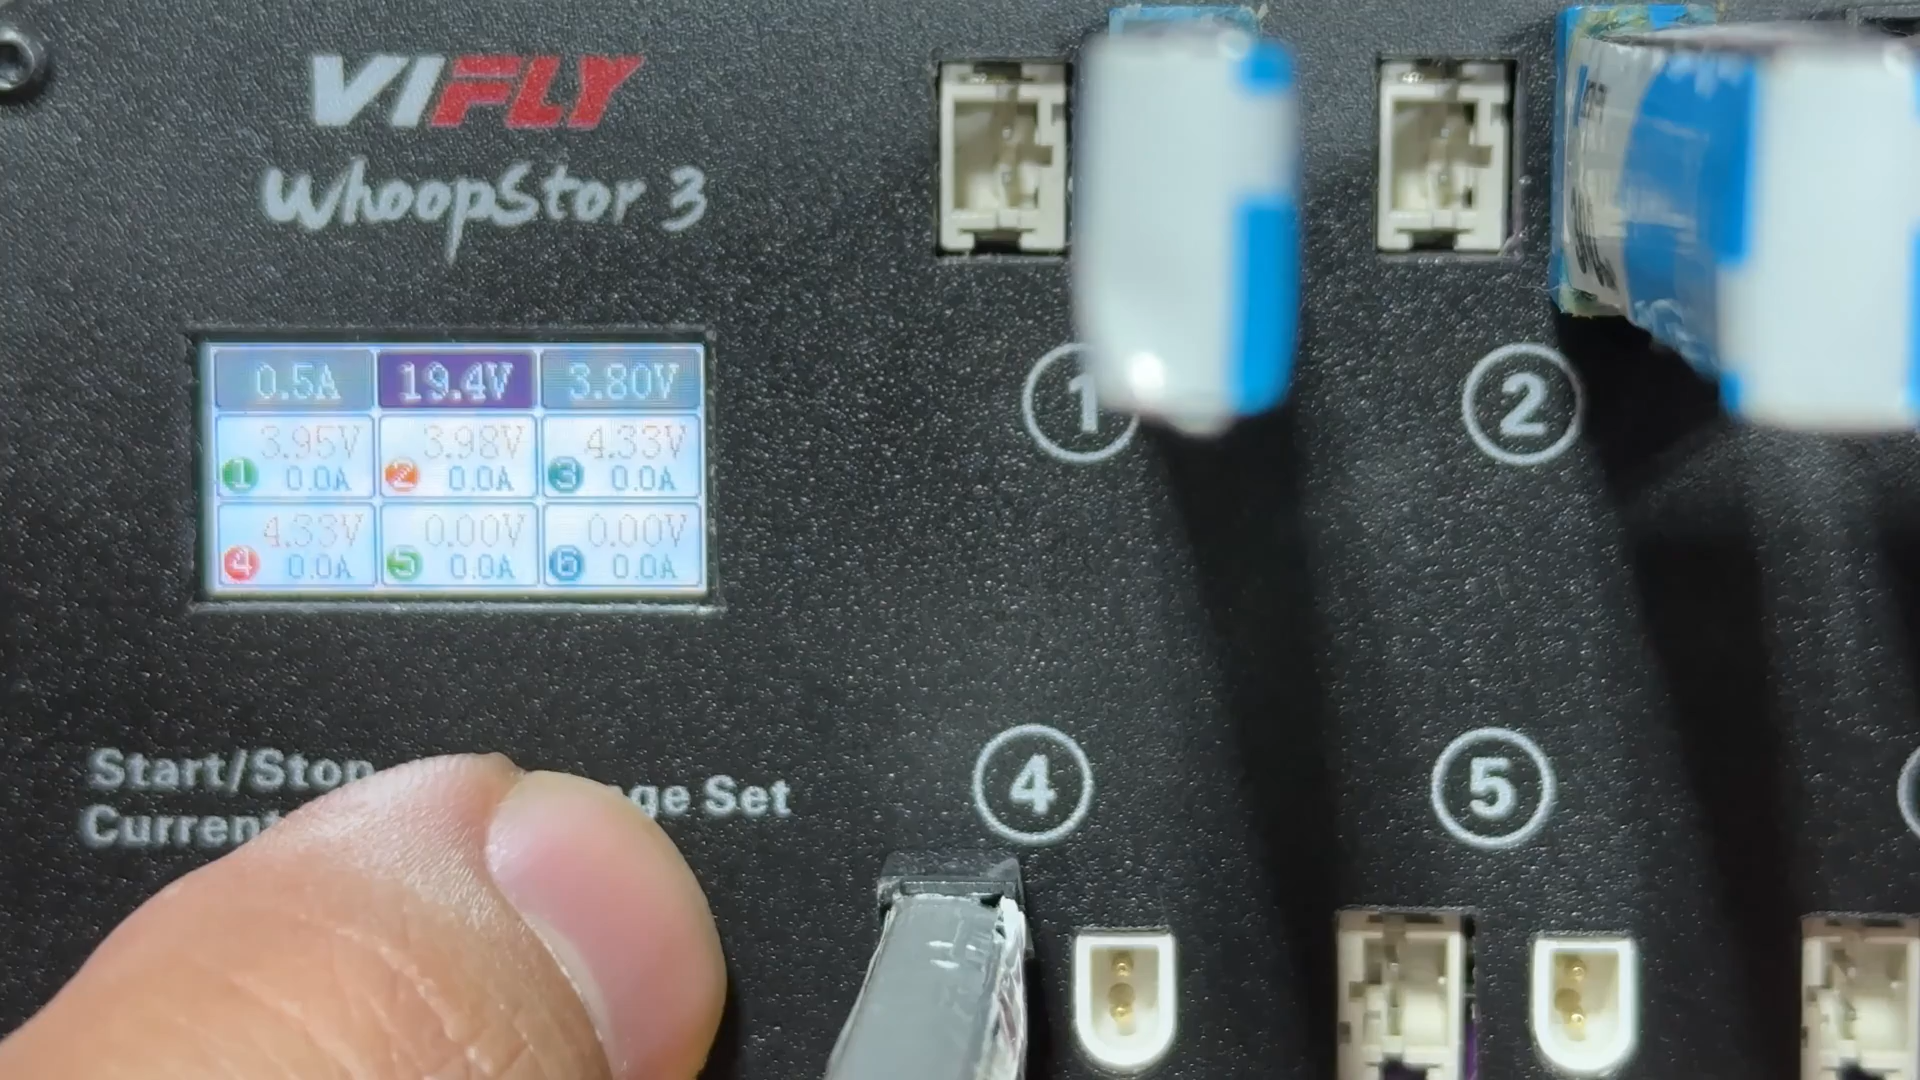 VIFLY
WhoopStor 3
0.5A 19.4V 3.80V
3.95V 3.98V 4.33V
1 0.0A 2 0.0A 3 0.0A
4.33V 0.00V 0.00V
4 0.0A 5 0.0A 6 0.0A
1 2
Start/Stop
Set
4 5